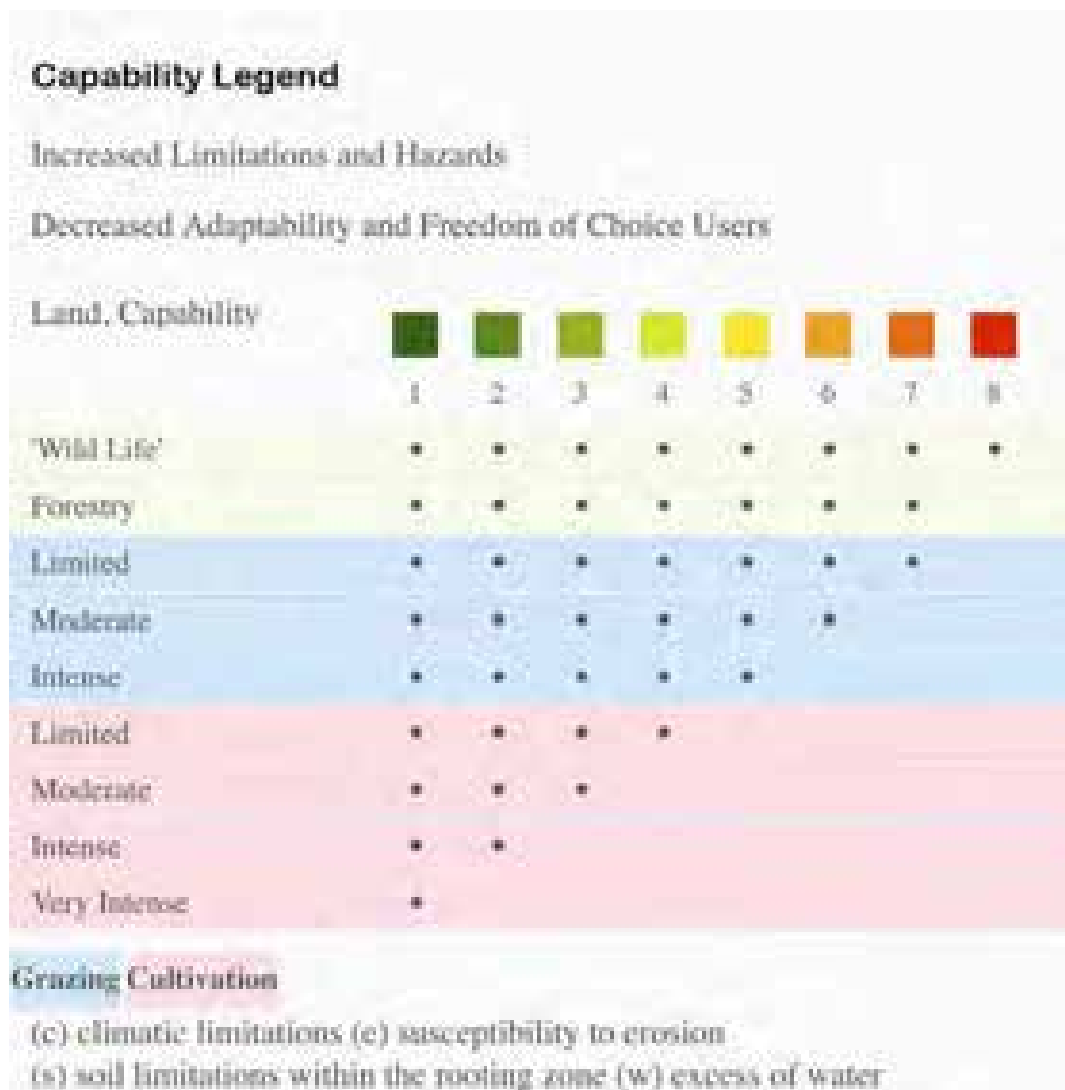 Capability Legend
Increased Limitations and Hazards
Decreased Adaptability and Freedom of Choice Users
Land, Capability
1 2 3 4 5 6 7 8
'Wild Life'
Forestry
Limited
Moderate
Intense
Limited
Moderate
Intense
Very Intense
Grazing Cultivation
(c) climatic limitations (e) susceptibility to erosion
(s) soil limitations within the rooting zone (w) excess of water